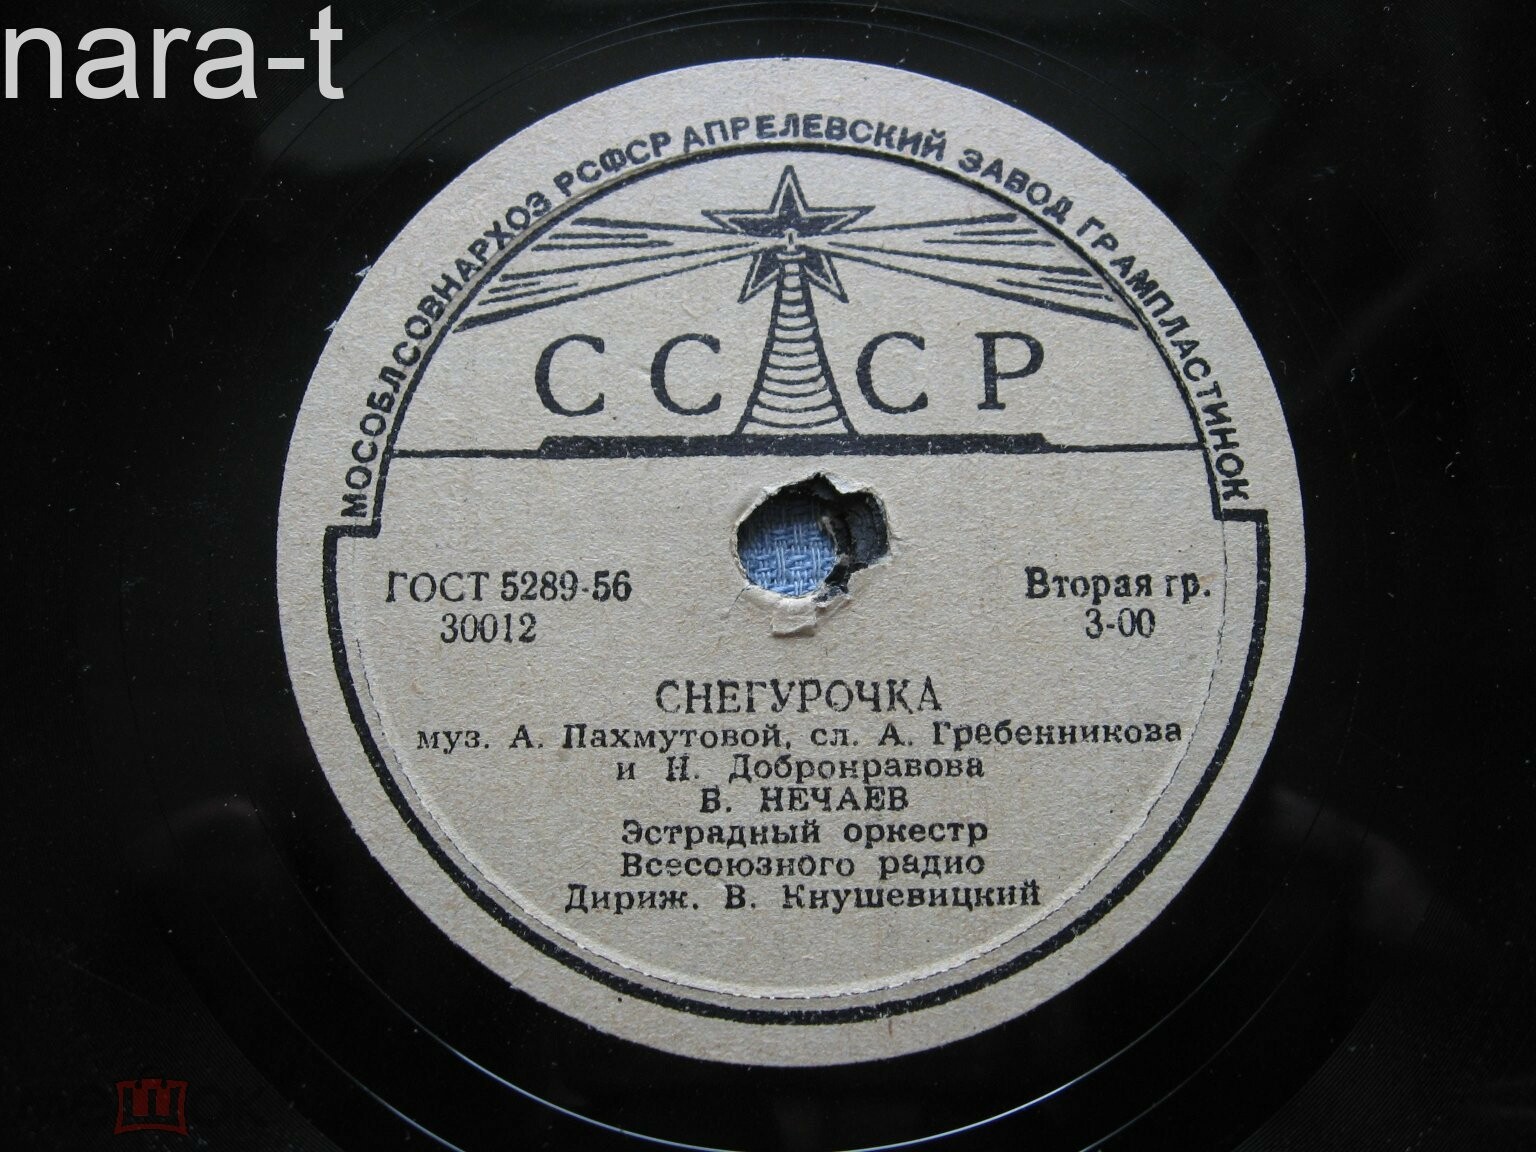 nara-t
МОСОБЛСОВНАРХОЗ РСФСР АПРЕЛЕВСКИЙ ЗАВОД ГРАМПЛАСТИНОК
СССР
ГОСТ 5289-56
30012
Вторая гр.
3-00
СНЕГУРОЧКА
муз. А. Пахмутовой, сл. А. Гребенникова
и Н. Добронравова
В. НЕЧАЕВ
Эстрадный оркестр
Всесоюзного радио
Дириж. В. Кнушевицкий